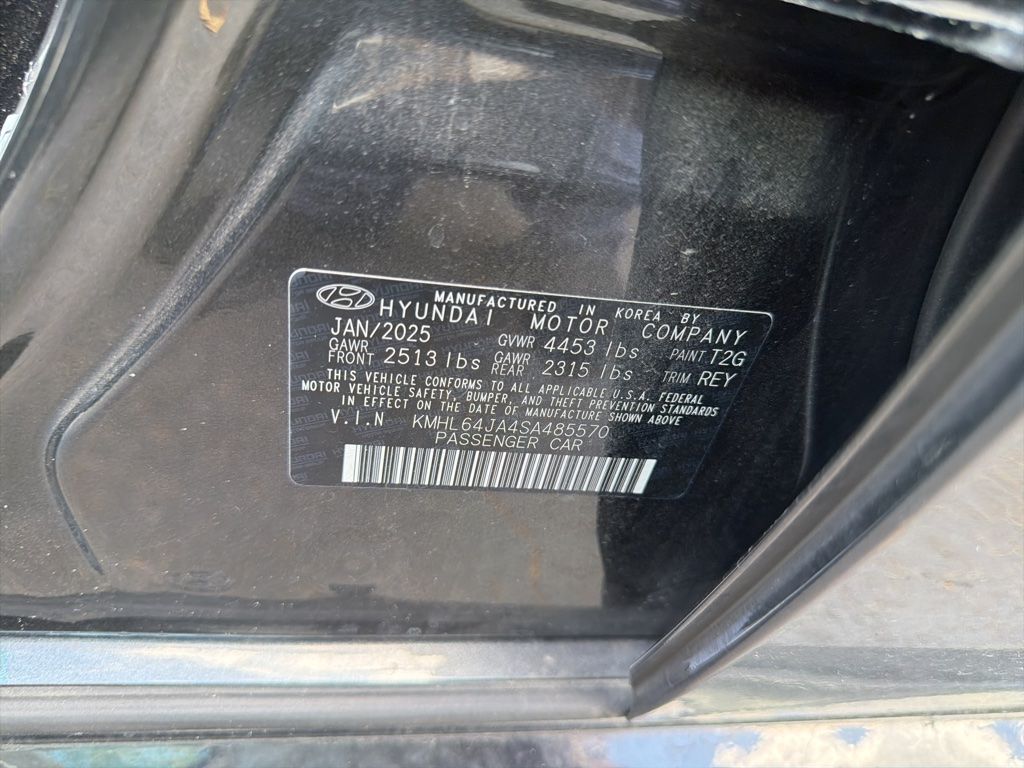 MANUFACTURED IN KOREA BY
HYUNDAI MOTOR COMPANY
JAN/2025 GVWR 4453 lbs PAINT T2G
GAWR FRONT 2513 lbs GAWR REAR 2315 lbs TRIM REY
THIS VEHICLE CONFORMS TO ALL APPLICABLE U.S.A. FEDERAL
MOTOR VEHICLE SAFETY, BUMPER, AND THEFT PREVENTION STANDARDS
IN EFFECT ON THE DATE OF MANUFACTURE SHOWN ABOVE
V.I.N KMHL64JA4SA485570
PASSENGER CAR